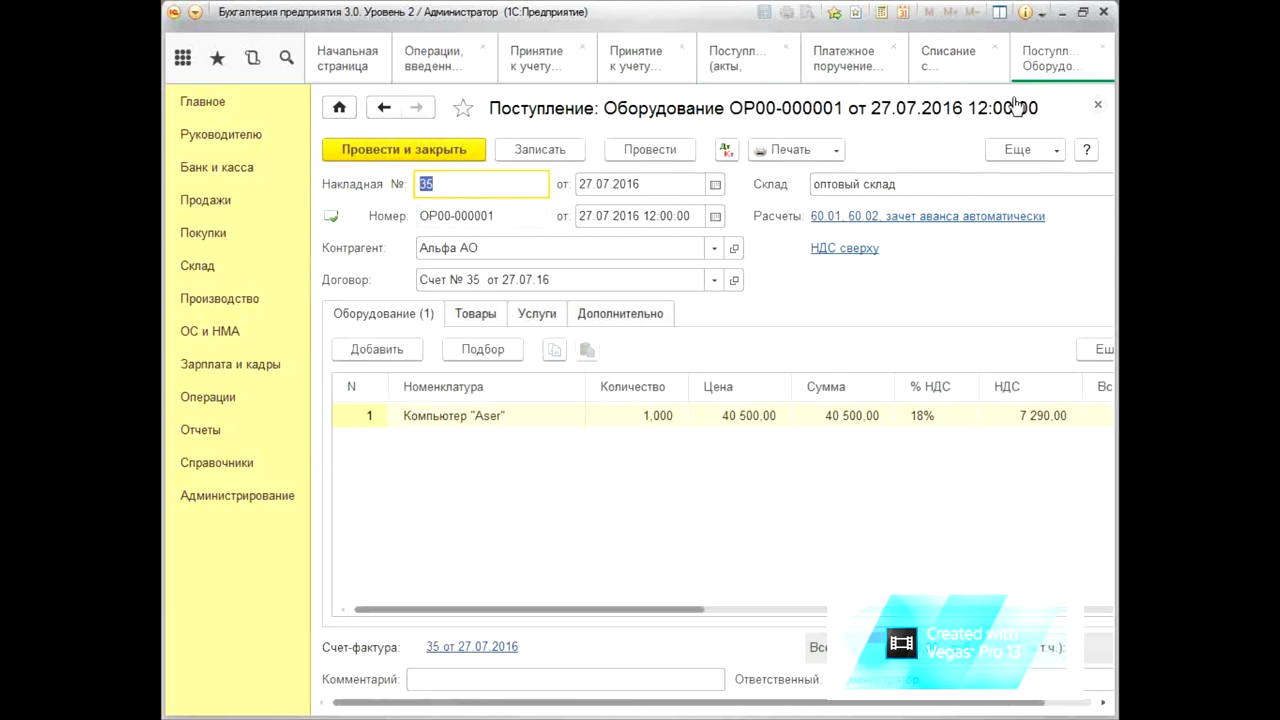 Бухгалтерия предприятия 3.0. Уровень 2 / Администратор (1С:Предприятие)
M M+ M-
Начальная страница
Операции, введенн...
Принятие к учету...
Принятие к учету...
Поступл... (акты,
Платежное поручение...
Списание с...
Поступл... Оборудо...
Главное
Руководителю
Банк и касса
Продажи
Покупки
Склад
Производство
ОС и НМА
Зарплата и кадры
Операции
Отчеты
Справочники
Администрирование
Поступление: Оборудование ОР00-000001 от 27.07.2016 12:00:00
Провести и закрыть Записать Провести Дт Кт Печать Еще ?
Накладная №: 35 от: 27.07.2016 Склад: оптовый склад
Номер: ОР00-000001 от: 27.07.2016 12:00:00 Расчеты: 60.01, 60.02, зачет аванса автоматически
Контрагент: Альфа АО НДС сверху
Договор: Счет № 35 от 27.07.16
Оборудование (1) Товары Услуги Дополнительно
Добавить Подбор Ещ
N Номенклатура Количество Цена Сумма % НДС НДС Вс
1 Компьютер "Aser" 1,000 40 500,00 40 500,00 18% 7 290,00
Счет-фактура: 35 от 27.07.2016 Все т.ч.):
Комментарий: Ответственный:
Created with
Vegas Pro 13